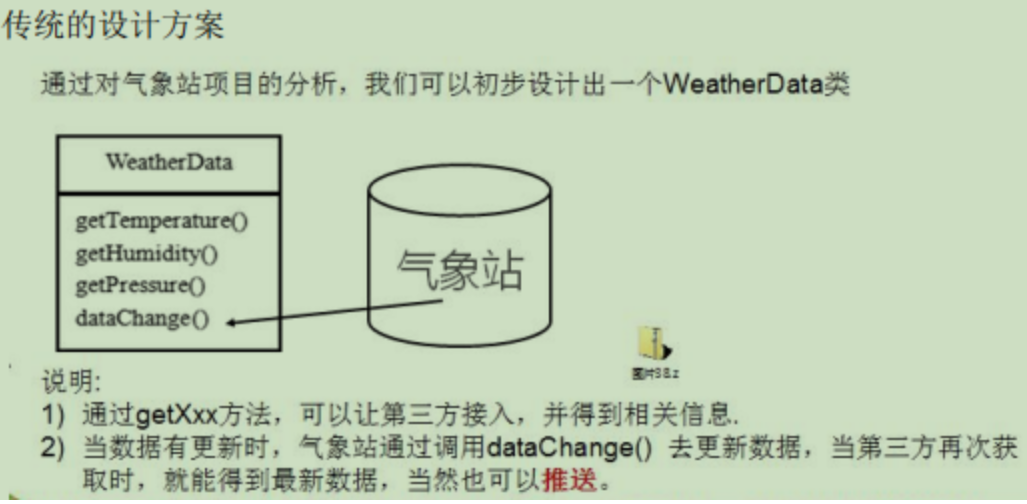 传统的设计方案
通过对气象站项目的分析，我们可以初步设计出一个WeatherData类
WeatherData
getTemperature()
getHumidity()
getPressure()
dataChange()
气象站
图片38.z
说明:
1) 通过getXxx方法，可以让第三方接入，并得到相关信息.
2) 当数据有更新时，气象站通过调用dataChange() 去更新数据，当第三方再次获
取时，就能得到最新数据，当然也可以推送。